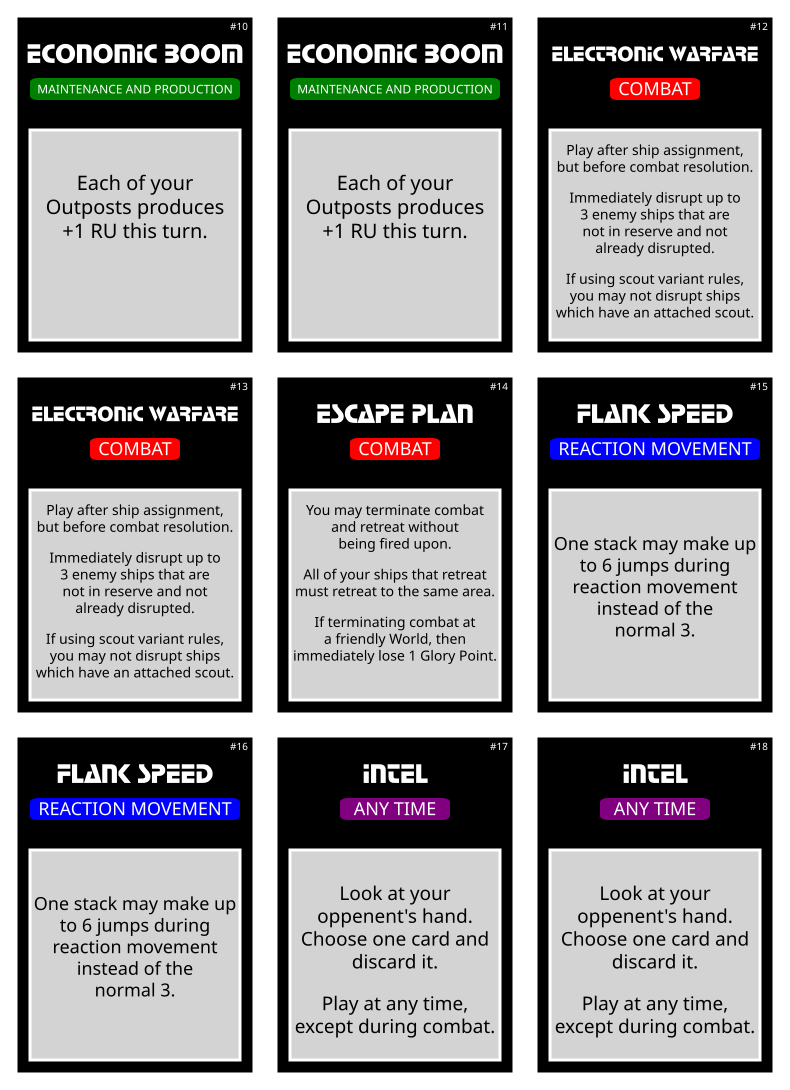 #10
ECONOMIC BOOM
MAINTENANCE AND PRODUCTION
Each of your
Outposts produces
+1 RU this turn.
#11
ECONOMIC BOOM
MAINTENANCE AND PRODUCTION
Each of your
Outposts produces
+1 RU this turn.
#12
ELECTRONIC WARFARE
COMBAT
Play after ship assignment,
but before combat resolution.
Immediately disrupt up to
3 enemy ships that are
not in reserve and not
already disrupted.
If using scout variant rules,
you may not disrupt ships
which have an attached scout.
#13
ELECTRONIC WARFARE
COMBAT
Play after ship assignment,
but before combat resolution.
Immediately disrupt up to
3 enemy ships that are
not in reserve and not
already disrupted.
If using scout variant rules,
you may not disrupt ships
which have an attached scout.
#14
ESCAPE PLAN
COMBAT
You may terminate combat
and retreat without
being fired upon.
All of your ships that retreat
must retreat to the same area.
If terminating combat at
a friendly World, then
immediately lose 1 Glory Point.
#15
FLANK SPEED
REACTION MOVEMENT
One stack may make up
to 6 jumps during
reaction movement
instead of the
normal 3.
#16
FLANK SPEED
REACTION MOVEMENT
One stack may make up
to 6 jumps during
reaction movement
instead of the
normal 3.
#17
INTEL
ANY TIME
Look at your
oppenent's hand.
Choose one card and
discard it.
Play at any time,
except during combat.
#18
INTEL
ANY TIME
Look at your
oppenent's hand.
Choose one card and
discard it.
Play at any time,
except during combat.